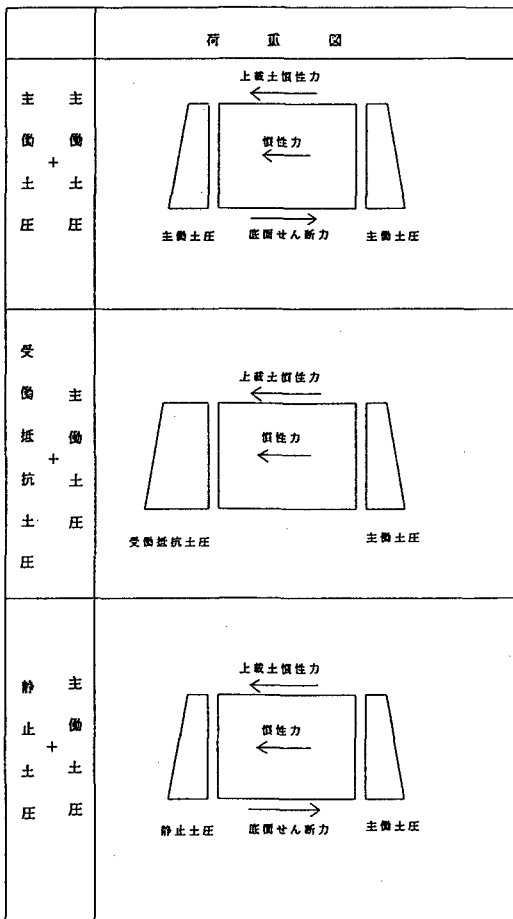 荷重図
主働土圧
+
主働土圧
上載土慣性力
慣性力
底面せん断力
主働土圧
主働土圧
受働抵抗土圧
+
主働土圧
上載土慣性力
慣性力
受働抵抗土圧
主働土圧
静止土圧
+
主働土圧
上載土慣性力
慣性力
底面せん断力
静止土圧
主働土圧